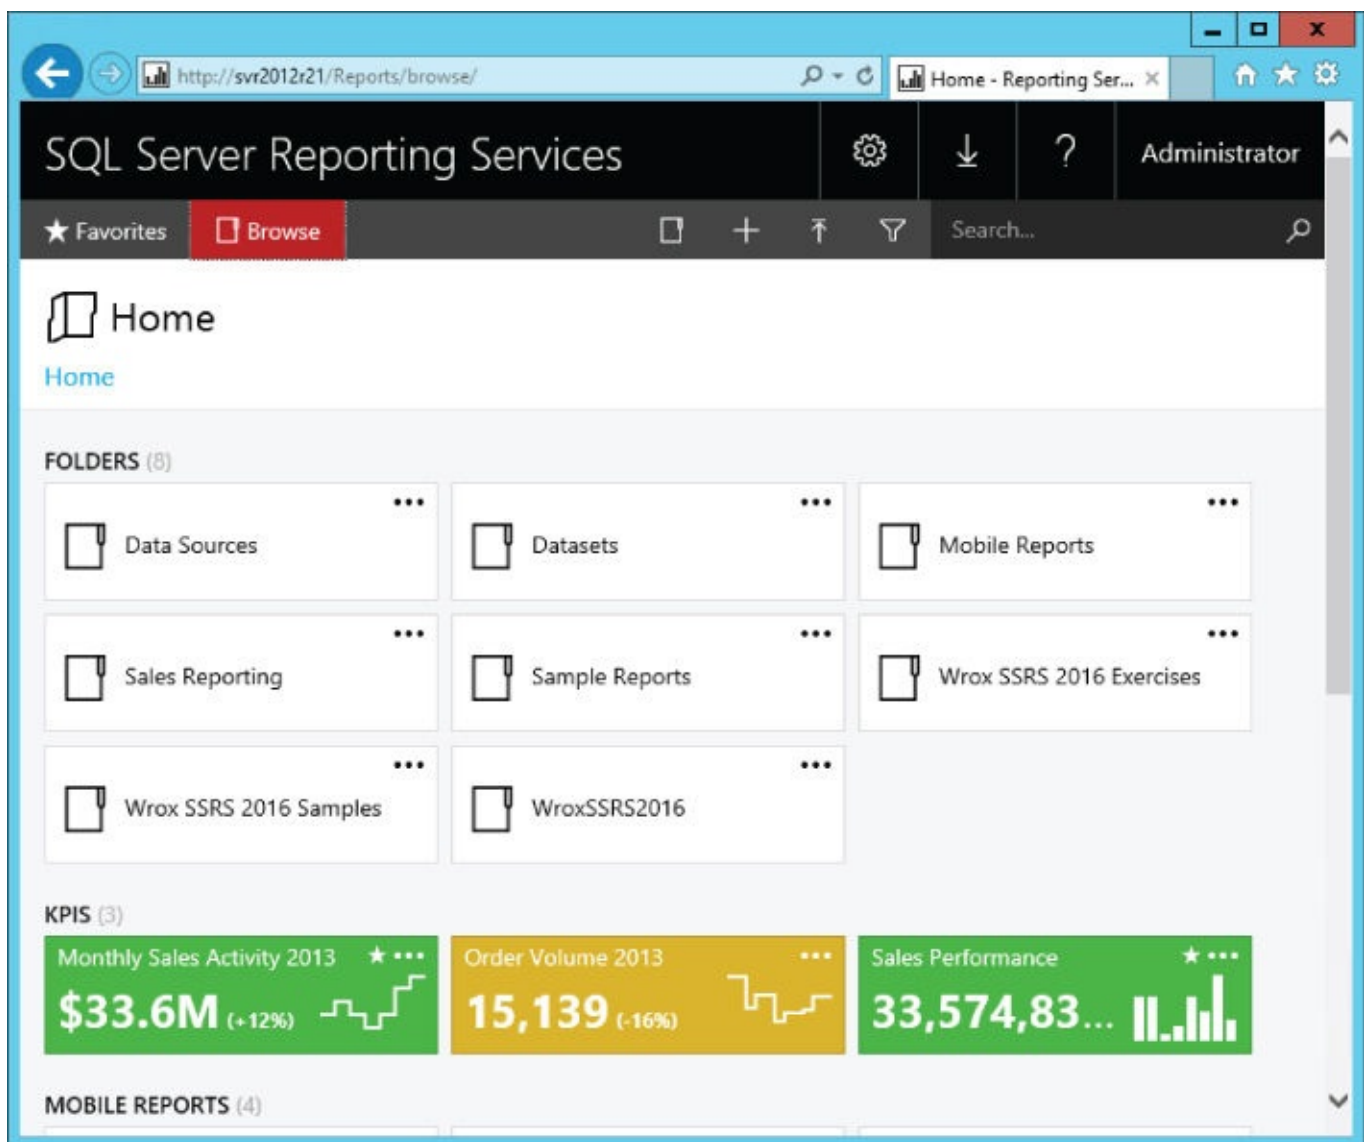 http://svr2012r21/Reports/browse/
Home - Reporting Ser...
SQL Server Reporting Services
?
Administrator
Favorites
Browse
Search...
Home
Home
FOLDERS (8)
Data Sources
Datasets
Mobile Reports
Sales Reporting
Sample Reports
Wrox SSRS 2016 Exercises
Wrox SSRS 2016 Samples
WroxSSRS2016
KPIS (3)
Monthly Sales Activity 2013
$33.6M (+12%)
Order Volume 2013
15,139 (-16%)
Sales Performance
33,574,83...
MOBILE REPORTS (4)